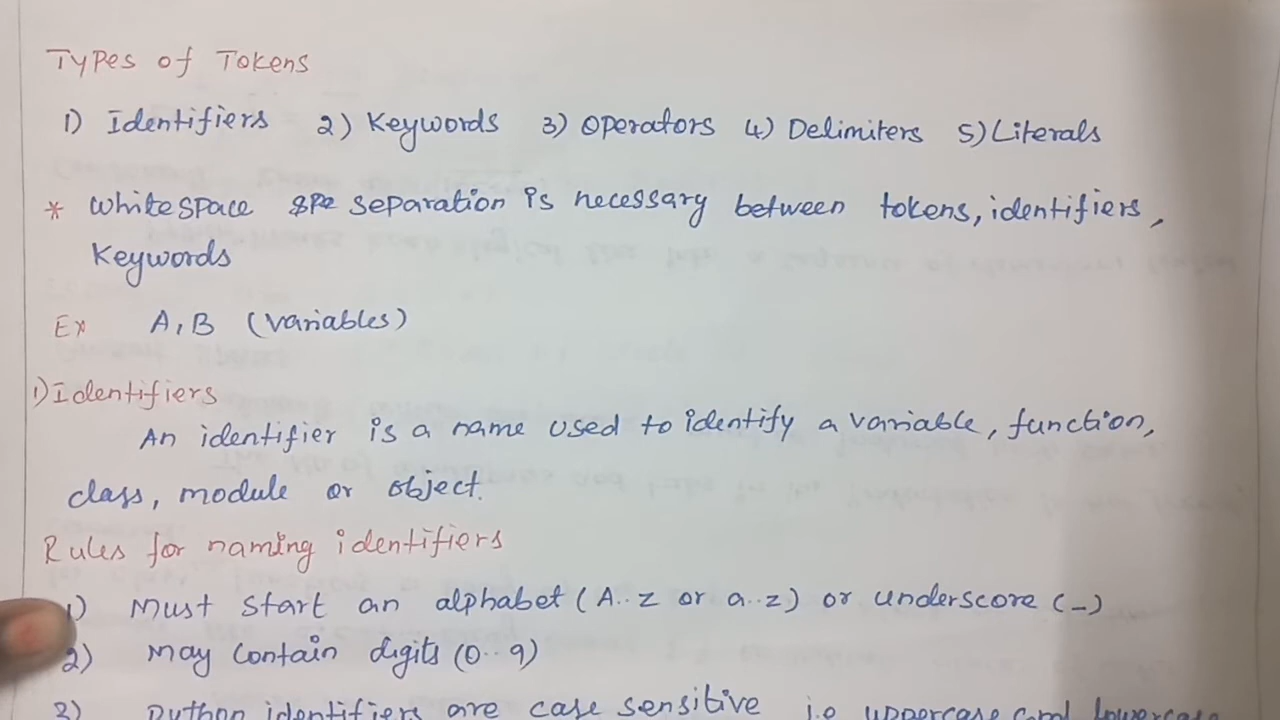 Types of Tokens
1) Identifiers 2) Keywords 3) Operators 4) Delimiters 5) Literals
* Whitespace spe separation is necessary between tokens, identifiers,
Keywords
Ex A, B (Variables)
1) Identifiers
An identifier is a name used to identify a variable, function,
class, module or object.
Rules for naming identifiers
1) Must start an alphabet (A..Z or a..z) or underscore (-)
2) May contain digits (0..9)
3) Python identifiers are case sensitive i.e uppercase and lowercase